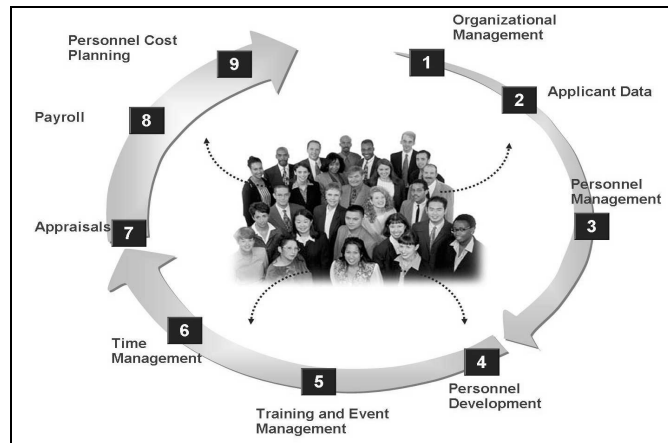 Organizational
Management
1
2
Applicant Data
Personnel
Management
3
4
Personnel
Development
5
Training and Event
Management
6
Time
Management
Appraisals
7
Payroll
8
Personnel Cost
Planning
9